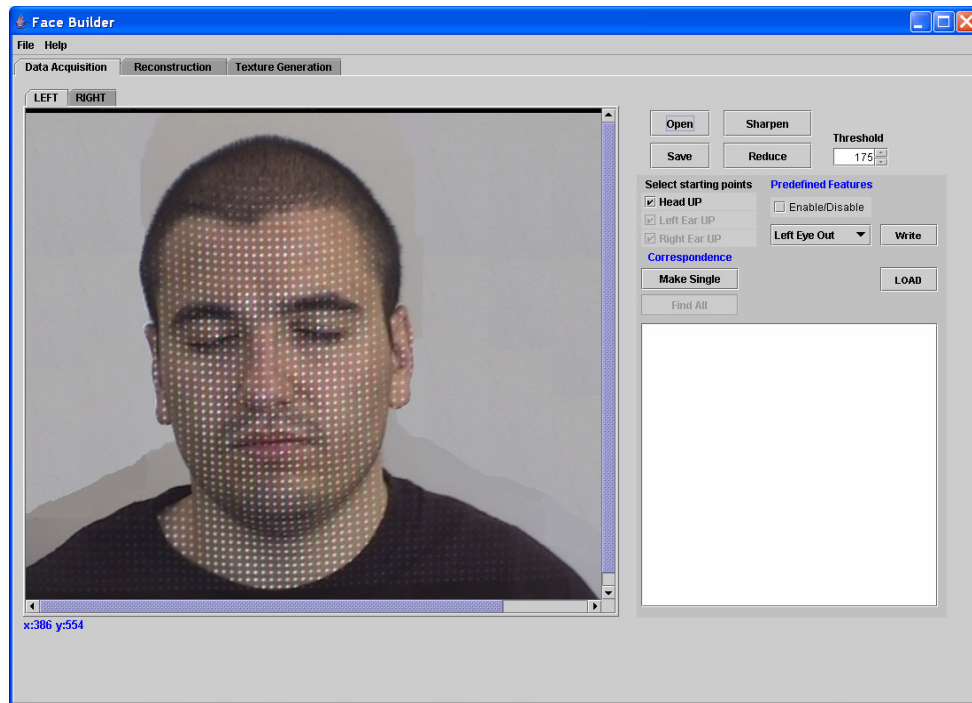 Face Builder
File Help
Data Acquisition Reconstruction Texture Generation
LEFT RIGHT
Open Sharpen
Threshold
Save Reduce 175
Select starting points Predefined Features
Head UP
Enable/Disable
Left Ear UP
Right Ear UP Left Eye Out Write
Correspondence
Make Single LOAD
Find All
x:386 y:554